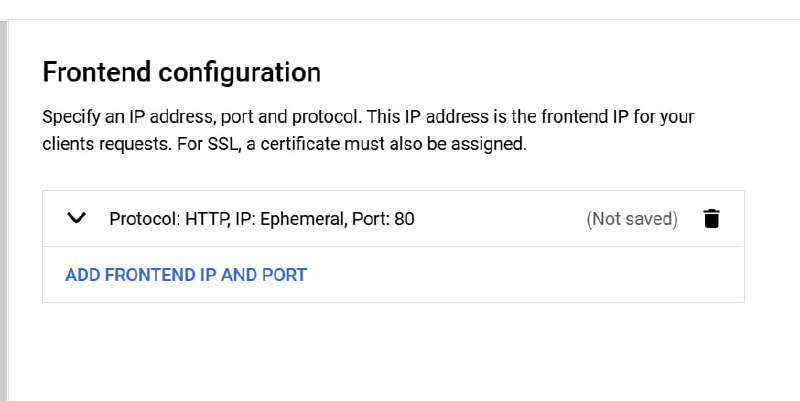 Frontend configuration
Specify an IP address, port and protocol. This IP address is the frontend IP for your
clients requests. For SSL, a certificate must also be assigned.
Protocol: HTTP, IP: Ephemeral, Port: 80 (Not saved)
ADD FRONTEND IP AND PORT